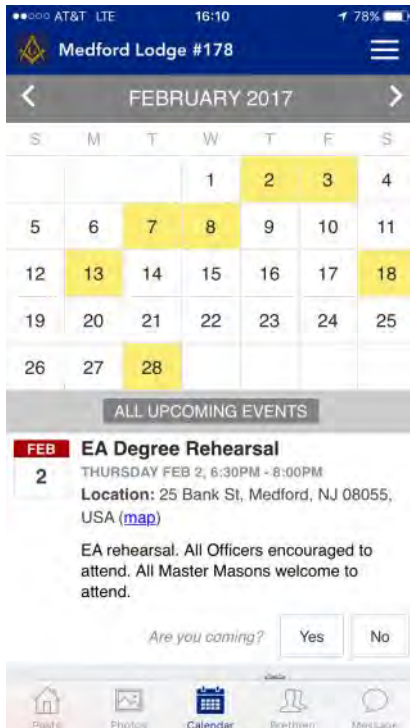 AT&T LTE 16:10 78%
Medford Lodge #178
FEBRUARY 2017
S M T W T F S
1 2 3 4
5 6 7 8 9 10 11
12 13 14 15 16 17 18
19 20 21 22 23 24 25
26 27 28
ALL UPCOMING EVENTS
FEB
2
EA Degree Rehearsal
THURSDAY FEB 2, 6:30PM - 8:00PM
Location: 25 Bank St, Medford, NJ 08055,
USA (map)
EA rehearsal. All Officers encouraged to
attend. All Master Masons welcome to
attend.
Are you coming? Yes No
Posts Photos Calendar Brethren Message